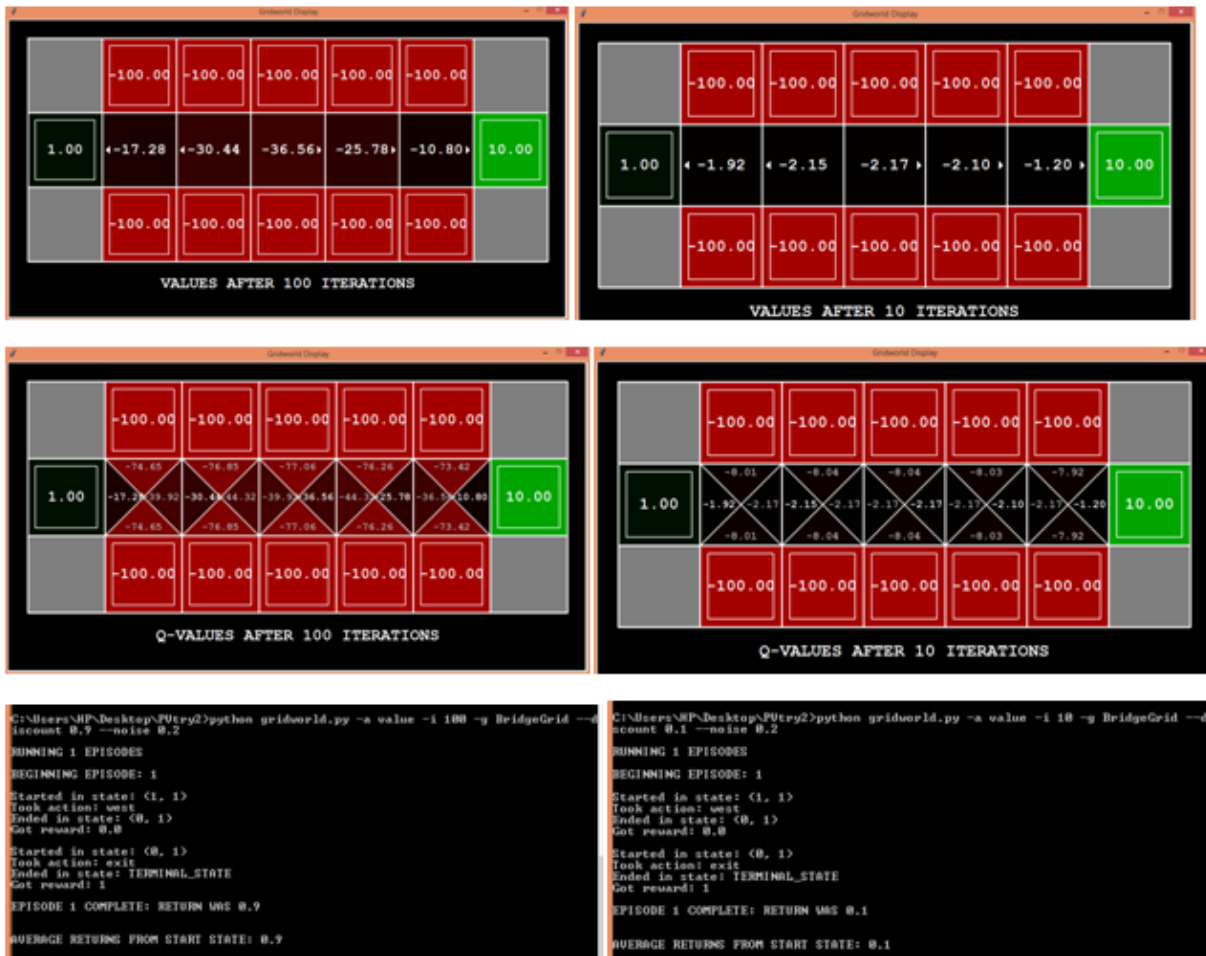 Gridworld Display
-100.00 -100.00 -100.00 -100.00 -100.00
1.00 -17.28 -30.44 -36.56 -25.78 -10.80 10.00
-100.00 -100.00 -100.00 -100.00 -100.00
VALUES AFTER 100 ITERATIONS
Gridworld Display
-100.00 -100.00 -100.00 -100.00 -100.00
1.00 -1.92 -2.15 -2.17 -2.10 -1.20 10.00
-100.00 -100.00 -100.00 -100.00 -100.00
VALUES AFTER 10 ITERATIONS
Gridworld Display
-100.00 -100.00 -100.00 -100.00 -100.00
-74.65 -76.85 -77.06 -76.26 -73.42
1.00 -17.28 -39.92 -30.44 -44.32 -39.92 -36.56 -44.32 -25.78 -36.56 -10.80 10.00
-74.65 -76.85 -77.06 -76.26 -73.42
-100.00 -100.00 -100.00 -100.00 -100.00
Q-VALUES AFTER 100 ITERATIONS
Gridworld Display
-100.00 -100.00 -100.00 -100.00 -100.00
-8.01 -8.04 -8.04 -8.03 -7.92
1.00 -1.92 -2.17 -2.15 -2.17 -2.17 -2.17 -2.17 -2.10 -2.17 -1.20 10.00
-8.01 -8.04 -8.04 -8.03 -7.92
-100.00 -100.00 -100.00 -100.00 -100.00
Q-VALUES AFTER 10 ITERATIONS
C:\Users\HP\Desktop\PUtry2>python gridworld.py -a value -i 100 -g BridgeGrid --d
iscount 0.9 --noise 0.2
RUNNING 1 EPISODES
BEGINNING EPISODE: 1
Started in state: (1, 1)
Took action: west
Ended in state: (0, 1)
Got reward: 0.0
Started in state: (0, 1)
Took action: exit
Ended in state: TERMINAL_STATE
Got reward: 1
EPISODE 1 COMPLETE: RETURN WAS 0.9
AVERAGE RETURNS FROM START STATE: 0.9
C:\Users\HP\Desktop\PUtry2>python gridworld.py -a value -i 10 -g BridgeGrid --d
scount 0.1 --noise 0.2
RUNNING 1 EPISODES
BEGINNING EPISODE: 1
Started in state: (1, 1)
Took action: west
Ended in state: (0, 1)
Got reward: 0.0
Started in state: (0, 1)
Took action: exit
Ended in state: TERMINAL_STATE
Got reward: 1
EPISODE 1 COMPLETE: RETURN WAS 0.1
AVERAGE RETURNS FROM START STATE: 0.1